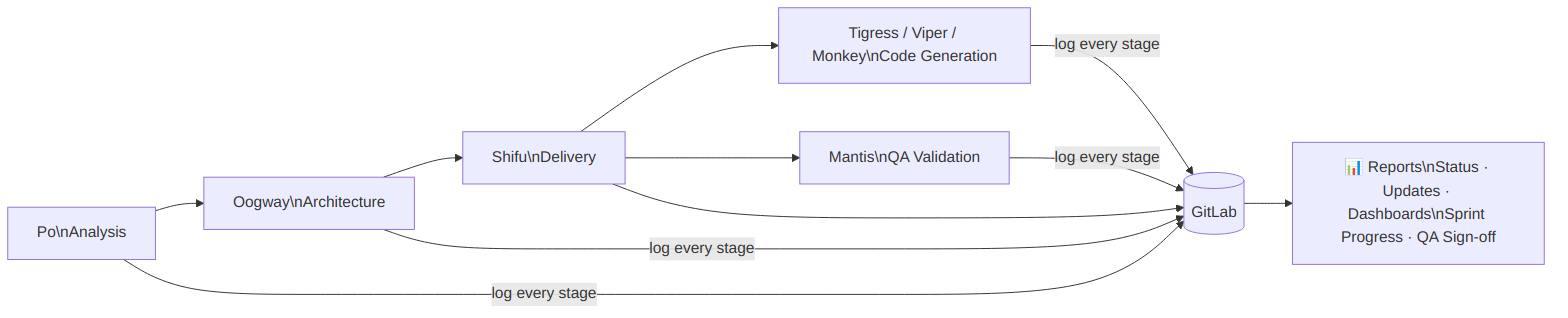 Tigress / Viper /
Monkey\nCode Generation
log every stage
Shifu\nDelivery
Mantis\nQA Validation
log every stage
Oogway\nArchitecture
Po\nAnalysis
log every stage
log every stage
GitLab
📊 Reports\nStatus ·
Updates ·
Dashboards\nSprint
Progress · QA Sign-off